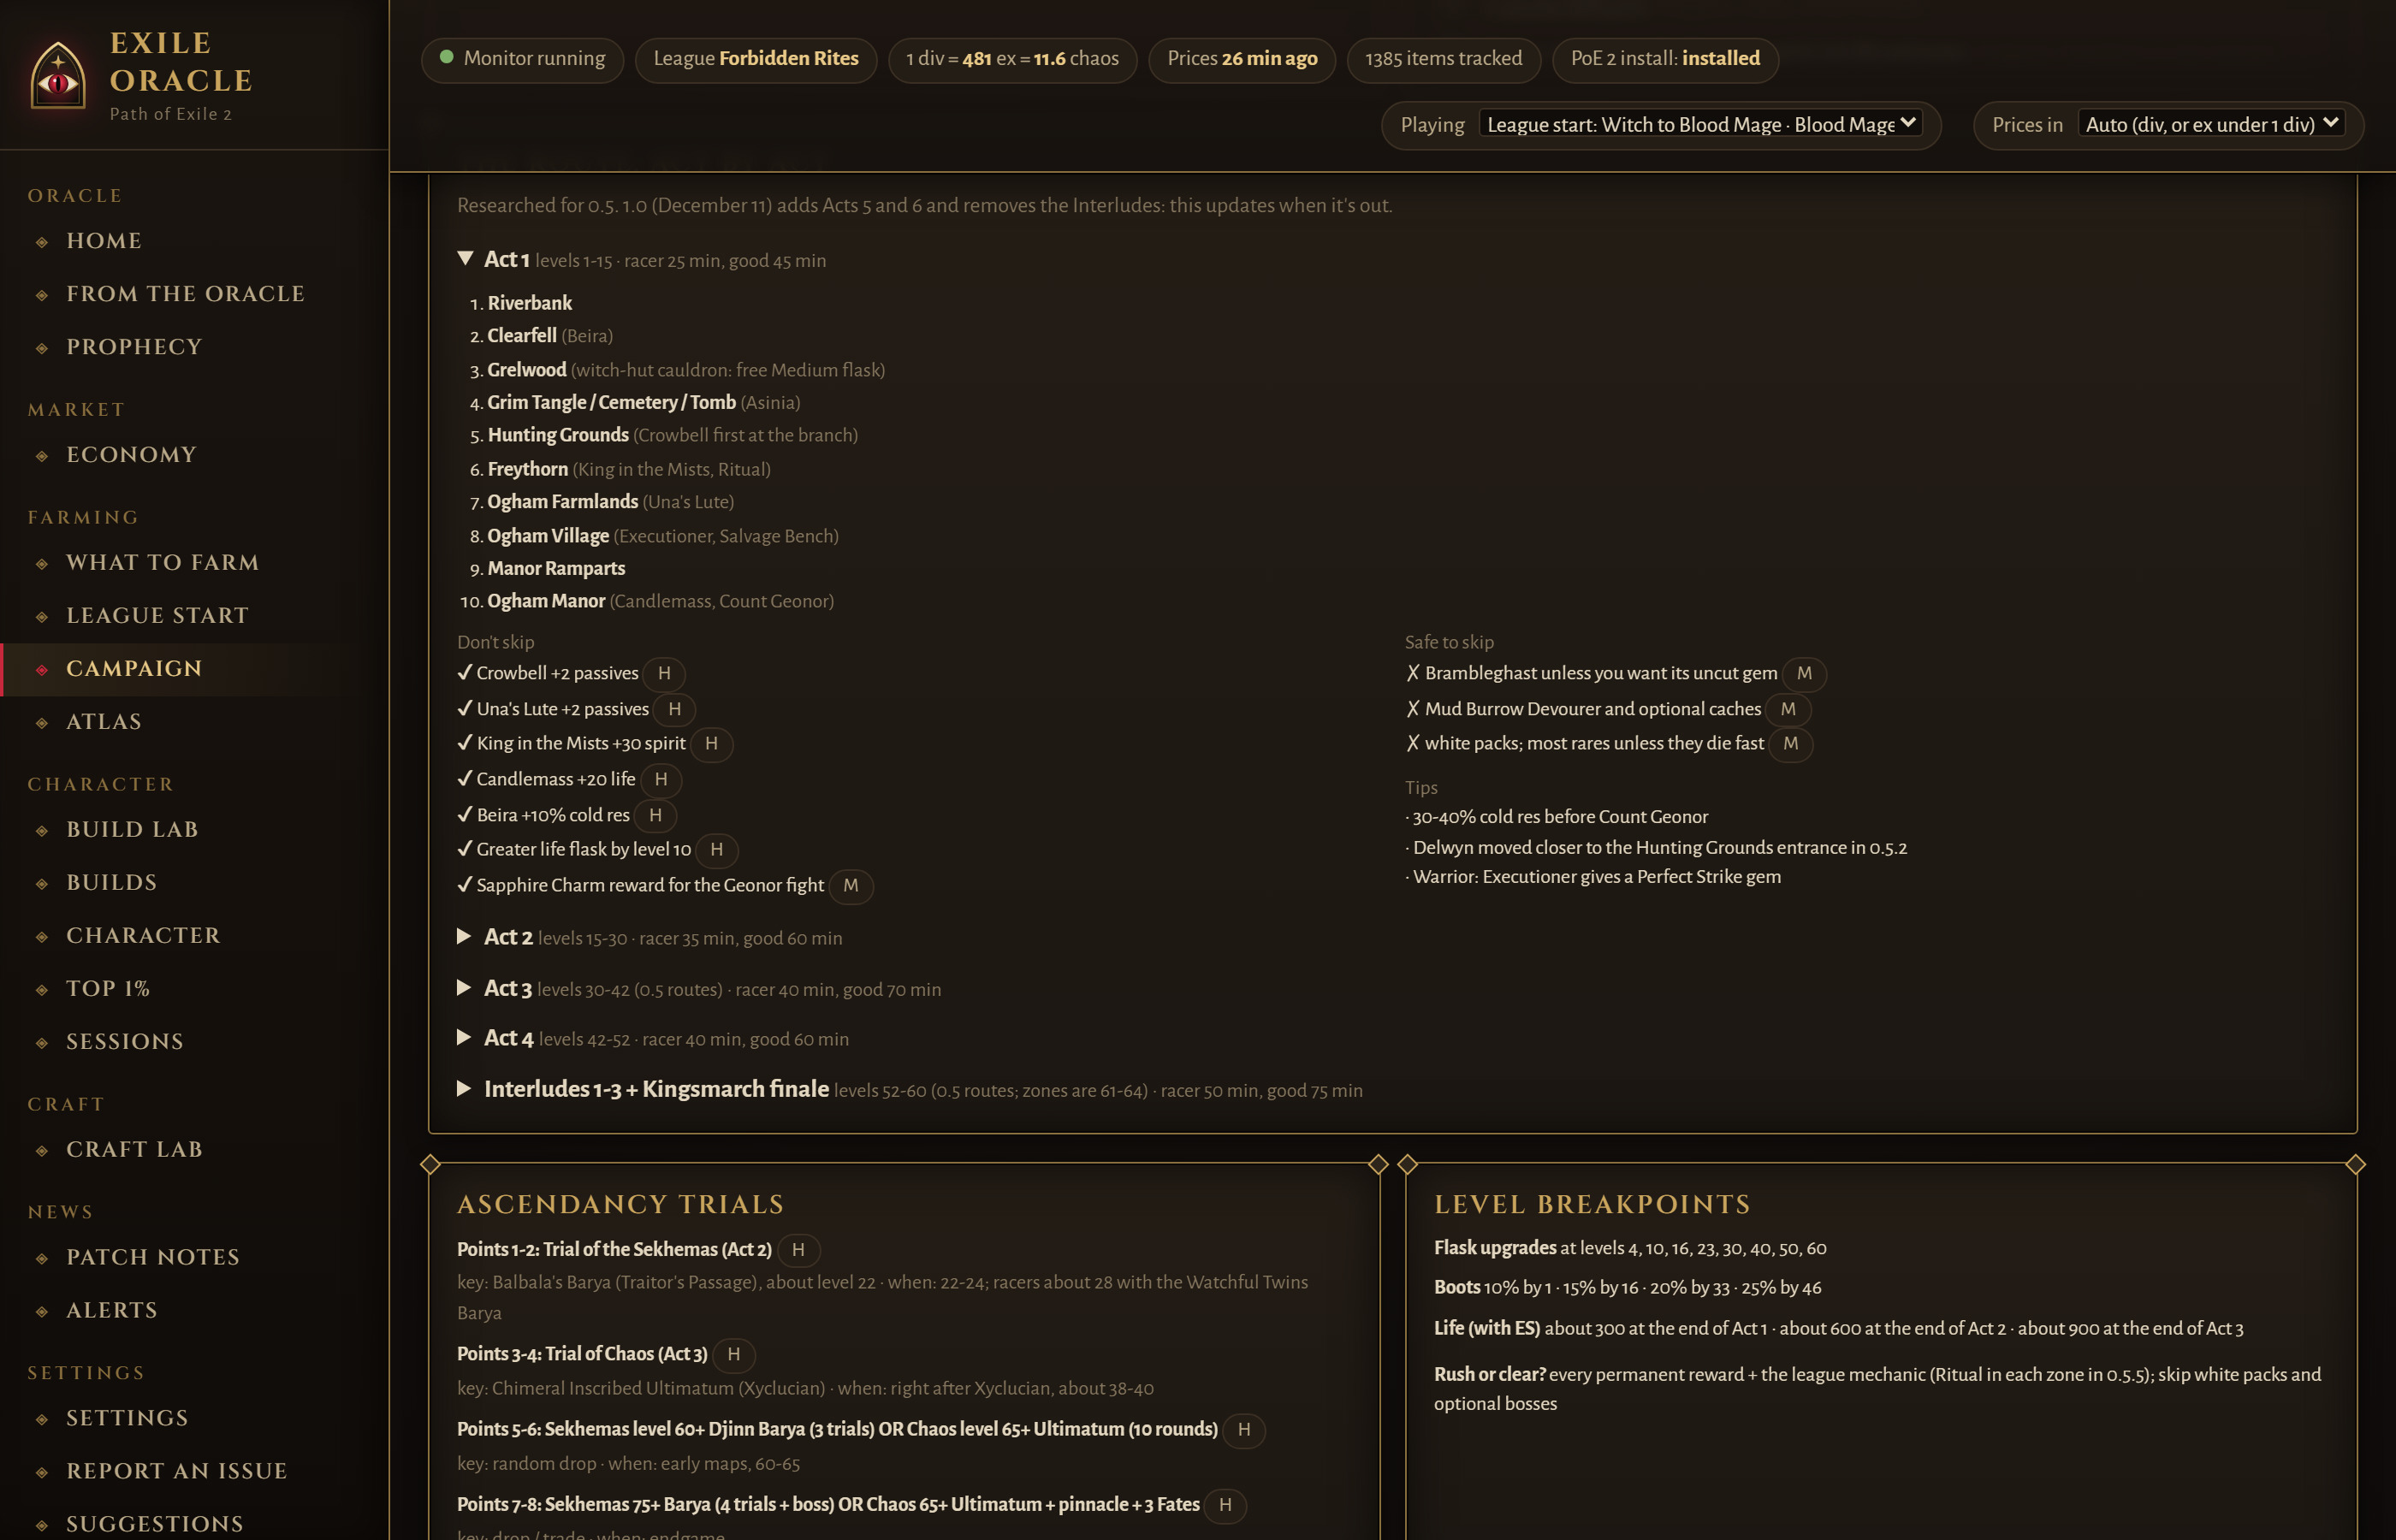 EXILE
ORACLE
Path of Exile 2
ORACLE
HOME
FROM THE ORACLE
PROPHECY
MARKET
ECONOMY
FARMING
WHAT TO FARM
LEAGUE START
CAMPAIGN
ATLAS
CHARACTER
BUILD LAB
BUILDS
CHARACTER
TOP 1%
SESSIONS
CRAFT
CRAFT LAB
NEWS
PATCH NOTES
ALERTS
SETTINGS
SETTINGS
REPORT AN ISSUE
SUGGESTIONS
Monitor running
League Forbidden Rites
1 div = 481 ex = 11.6 chaos
Prices 26 min ago
1385 items tracked
PoE 2 install: installed
Playing League start: Witch to Blood Mage · Blood Mage
Prices in Auto (div, or ex under 1 div)
Researched for 0.5. 1.0 (December 11) adds Acts 5 and 6 and removes the Interludes: this updates when it's out.
▼ Act 1 levels 1-15 · racer 25 min, good 45 min
1. Riverbank
2. Clearfell (Beira)
3. Grelwood (witch-hut cauldron: free Medium flask)
4. Grim Tangle / Cemetery / Tomb (Asinia)
5. Hunting Grounds (Crowbell first at the branch)
6. Freythorn (King in the Mists, Ritual)
7. Ogham Farmlands (Una's Lute)
8. Ogham Village (Executioner, Salvage Bench)
9. Manor Ramparts
10. Ogham Manor (Candlemass, Count Geonor)
Don't skip
✓ Crowbell +2 passives H
✓ Una's Lute +2 passives H
✓ King in the Mists +30 spirit H
✓ Candlemass +20 life H
✓ Beira +10% cold res H
✓ Greater life flask by level 10 H
✓ Sapphire Charm reward for the Geonor fight M
Safe to skip
✗ Brambleghast unless you want its uncut gem M
✗ Mud Burrow Devourer and optional caches M
✗ white packs; most rares unless they die fast M
Tips
· 30-40% cold res before Count Geonor
· Delwyn moved closer to the Hunting Grounds entrance in 0.5.2
· Warrior: Executioner gives a Perfect Strike gem
▶ Act 2 levels 15-30 · racer 35 min, good 60 min
▶ Act 3 levels 30-42 (0.5 routes) · racer 40 min, good 70 min
▶ Act 4 levels 42-52 · racer 40 min, good 60 min
▶ Interludes 1-3 + Kingsmarch finale levels 52-60 (0.5 routes; zones are 61-64) · racer 50 min, good 75 min
ASCENDANCY TRIALS
Points 1-2: Trial of the Sekhemas (Act 2) H
key: Balbala's Barya (Traitor's Passage), about level 22 · when: 22-24; racers about 28 with the Watchful Twins
Barya
Points 3-4: Trial of Chaos (Act 3) H
key: Chimeral Inscribed Ultimatum (Xyclucian) · when: right after Xyclucian, about 38-40
Points 5-6: Sekhemas level 60+ Djinn Barya (3 trials) OR Chaos level 65+ Ultimatum (10 rounds) H
key: random drop · when: early maps, 60-65
Points 7-8: Sekhemas 75+ Barya (4 trials + boss) OR Chaos 65+ Ultimatum + pinnacle + 3 Fates H
key: drop / trade · when: endgame
LEVEL BREAKPOINTS
Flask upgrades at levels 4, 10, 16, 23, 30, 40, 50, 60
Boots 10% by 1 · 15% by 16 · 20% by 33 · 25% by 46
Life (with ES) about 300 at the end of Act 1 · about 600 at the end of Act 2 · about 900 at the end of Act 3
Rush or clear? every permanent reward + the league mechanic (Ritual in each zone in 0.5.5); skip white packs and
optional bosses